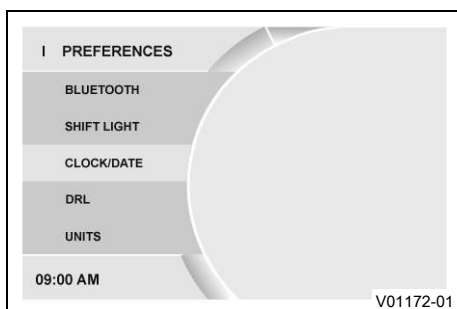 I PREFERENCES
BLUETOOTH
SHIFT LIGHT
CLOCK/DATE
DRL
UNITS
09:00 AM
V01172-01